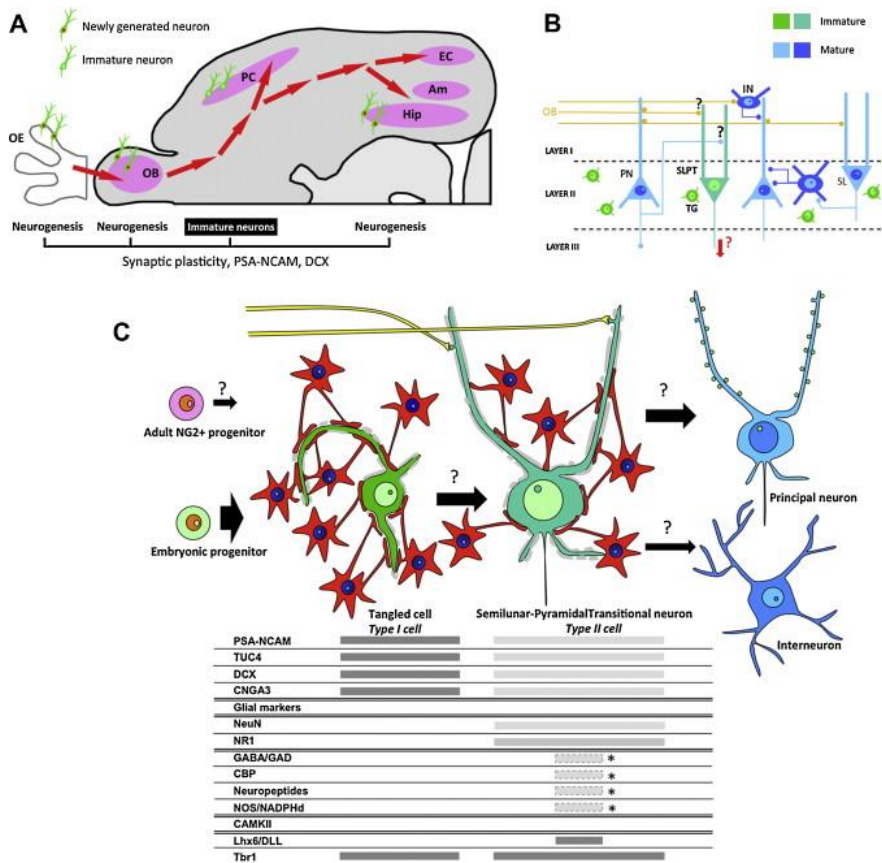 A
Newly generated neuron
Immature neuron
PC
EC
Am
Hip
OE
OB
Neurogenesis
Neurogenesis
Immature neurons
Neurogenesis
Synaptic plasticity, PSA-NCAM, DCX
B
Immature
Mature
IN
OB
?
?
LAYER I
PN
SLPT
SL
LAYER II
TG
LAYER III
?
C
?
Adult NG2+ progenitor
Embryonic progenitor
?
?
?
Principal neuron
Interneuron
Tangled cell
Type I cell
Semilunar-PyramidalTransitional neuron
Type II cell
PSA-NCAM
TUC4
DCX
CNGA3
Glial markers
NeuN
NR1
GABA/GAD *
CBP *
Neuropeptides *
NOS/NADPHd *
CAMKII
Lhx6/DLL
Tbr1